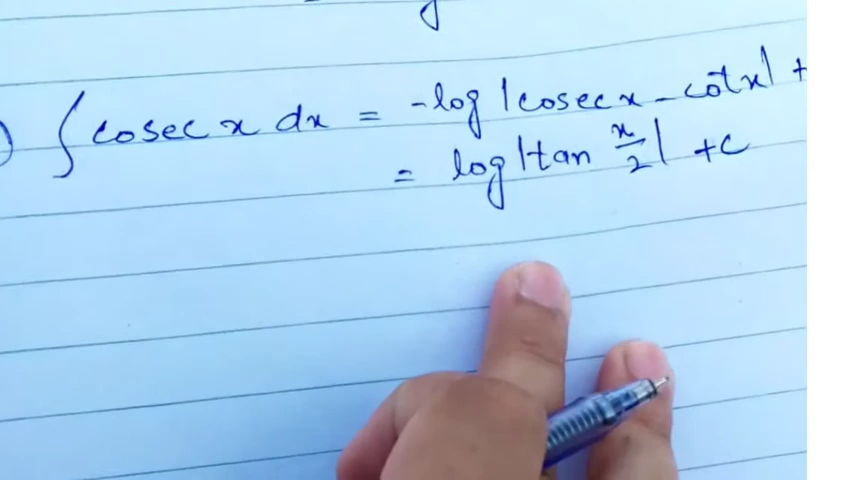 ) ∫ cosec x dx = -log |cosec x - cot x| +
= log |tan x/2| + c